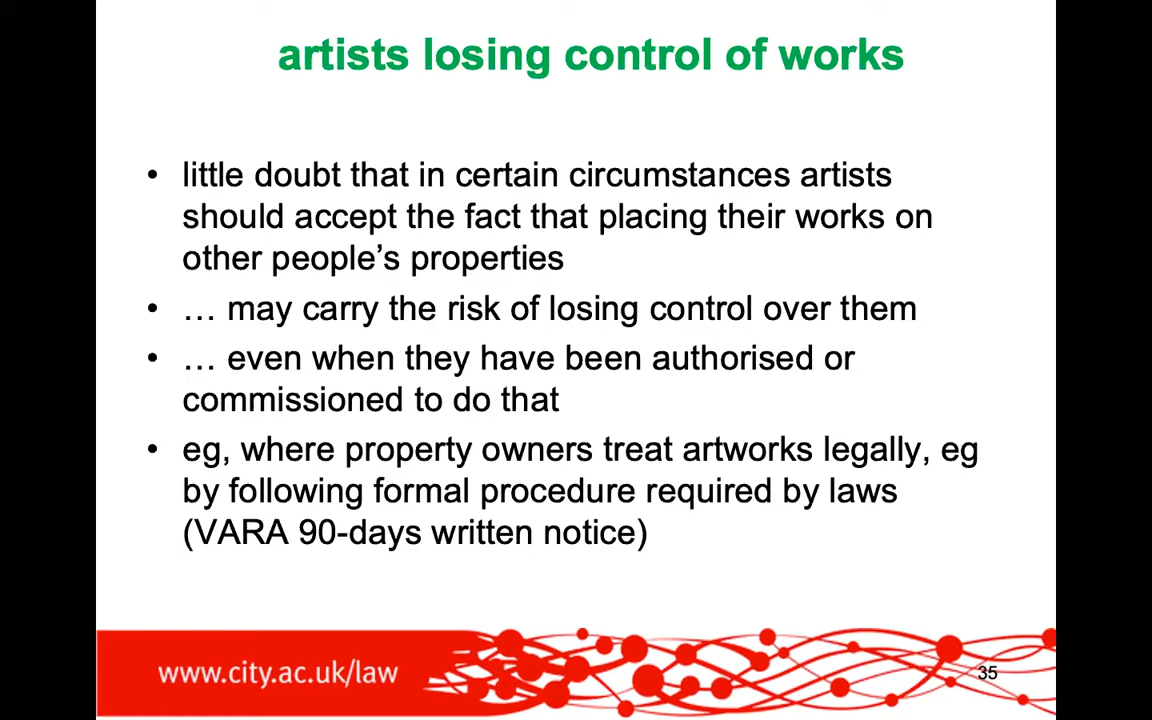 artists losing control of works
• little doubt that in certain circumstances artists
should accept the fact that placing their works on
other people’s properties
• … may carry the risk of losing control over them
• … even when they have been authorised or
commissioned to do that
• eg, where property owners treat artworks legally, eg
by following formal procedure required by laws
(VARA 90-days written notice)
www.city.ac.uk/law
35